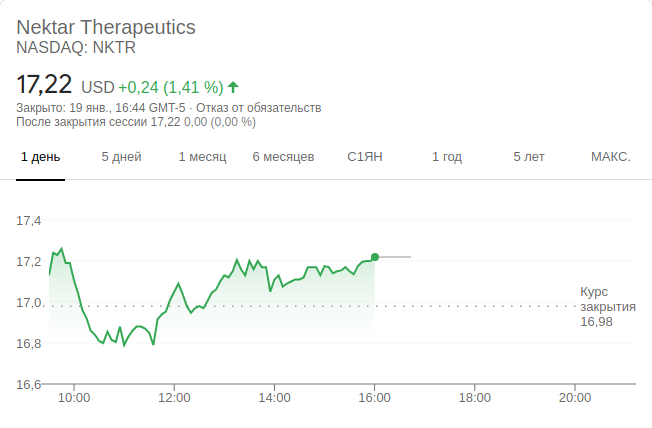 Nektar Therapeutics
NASDAQ: NKTR
17,22 USD +0,24 (1,41 %)
Закрыто: 19 янв., 16:44 GMT-5 · Отказ от обязательств
После закрытия сессии 17,22 0,00 (0,00 %)
1 день 5 дней 1 месяц 6 месяцев С1ЯН 1 год 5 лет МАКС.
17,4
17,2
17,0
16,8
16,6
Курс
закрытия
16,98
10:00 12:00 14:00 16:00 18:00 20:00